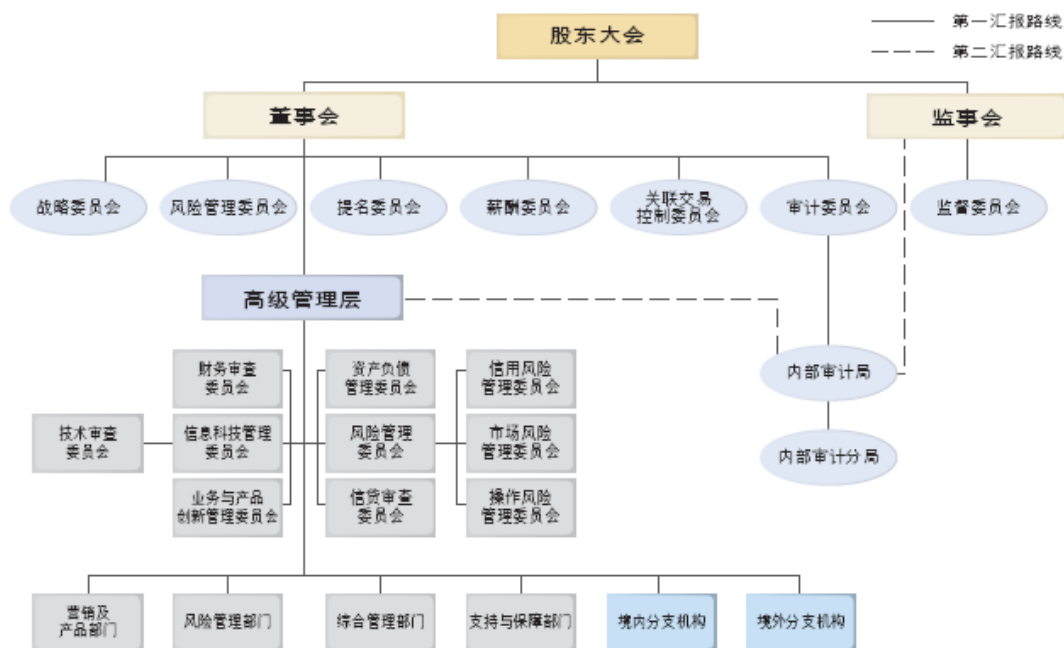 股东大会
第一汇报路线
第二汇报路线
董事会
监事会
战略委员会
风险管理委员会
提名委员会
薪酬委员会
关联交易
控制委员会
审计委员会
监督委员会
高级管理层
财务审查
委员会
资产负债
管理委员会
信用风险
管理委员会
内部审计局
技术审查
委员会
信息科技管理
委员会
风险管理
委员会
市场风险
管理委员会
内部审计分局
业务与产品
创新管理委员会
信贷审查
委员会
操作风险
管理委员会
营销及
产品部门
风险管理部门
综合管理部门
支持与保障部门
境内分支机构
境外分支机构